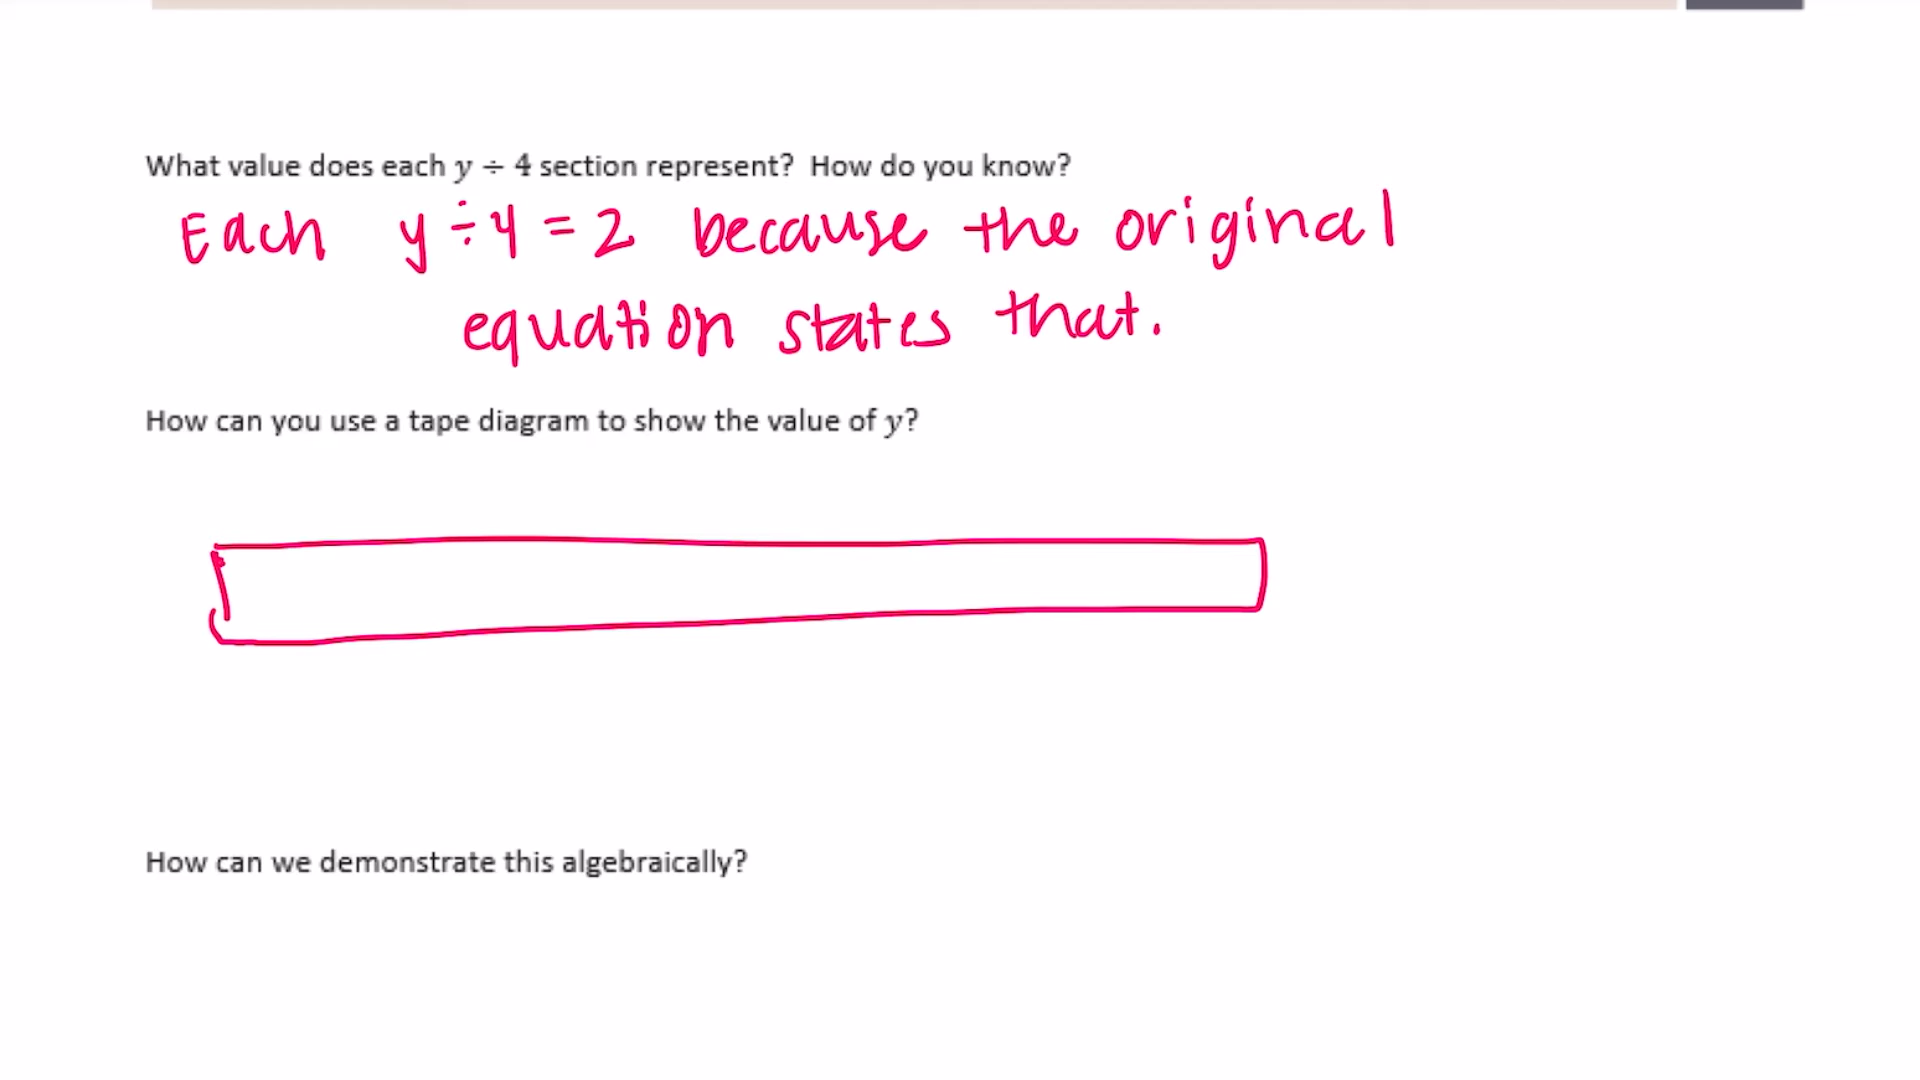 What value does each y ÷ 4 section represent? How do you know?
Each y ÷ 4 = 2 because the original
equation states that.
How can you use a tape diagram to show the value of y?
How can we demonstrate this algebraically?